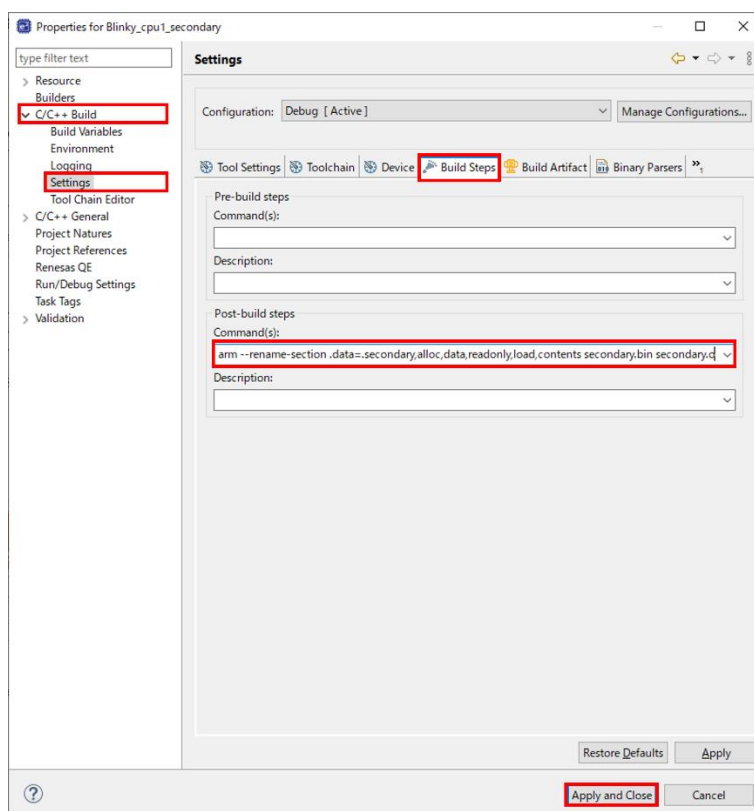 Properties for Blinky_cpu1_secondary
type filter text
Settings
Resource
Builders
C/C++ Build
Build Variables
Environment
Logging
Settings
Tool Chain Editor
C/C++ General
Project Natures
Project References
Renesas QE
Run/Debug Settings
Task Tags
Validation
Configuration: Debug [ Active ] Manage Configurations...
Tool Settings Toolchain Device Build Steps Build Artifact Binary Parsers »1
Pre-build steps
Command(s):
Description:
Post-build steps
Command(s):
arm --rename-section .data=.secondary,alloc,data,readonly,load,contents secondary.bin secondary.o
Description:
Restore Defaults Apply
? Apply and Close Cancel